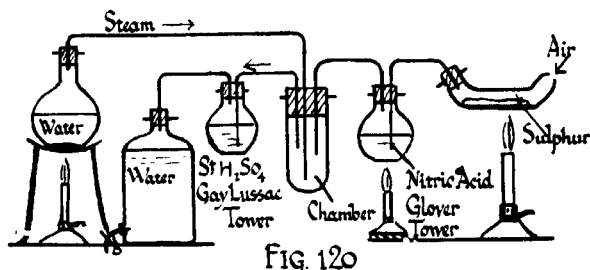 Steam →
Air
Water
Sulphur
Water
St H₂So₄
Gay Lussac
Tower
Chamber
Nitric Acid
Glover
Tower
FIG. 120